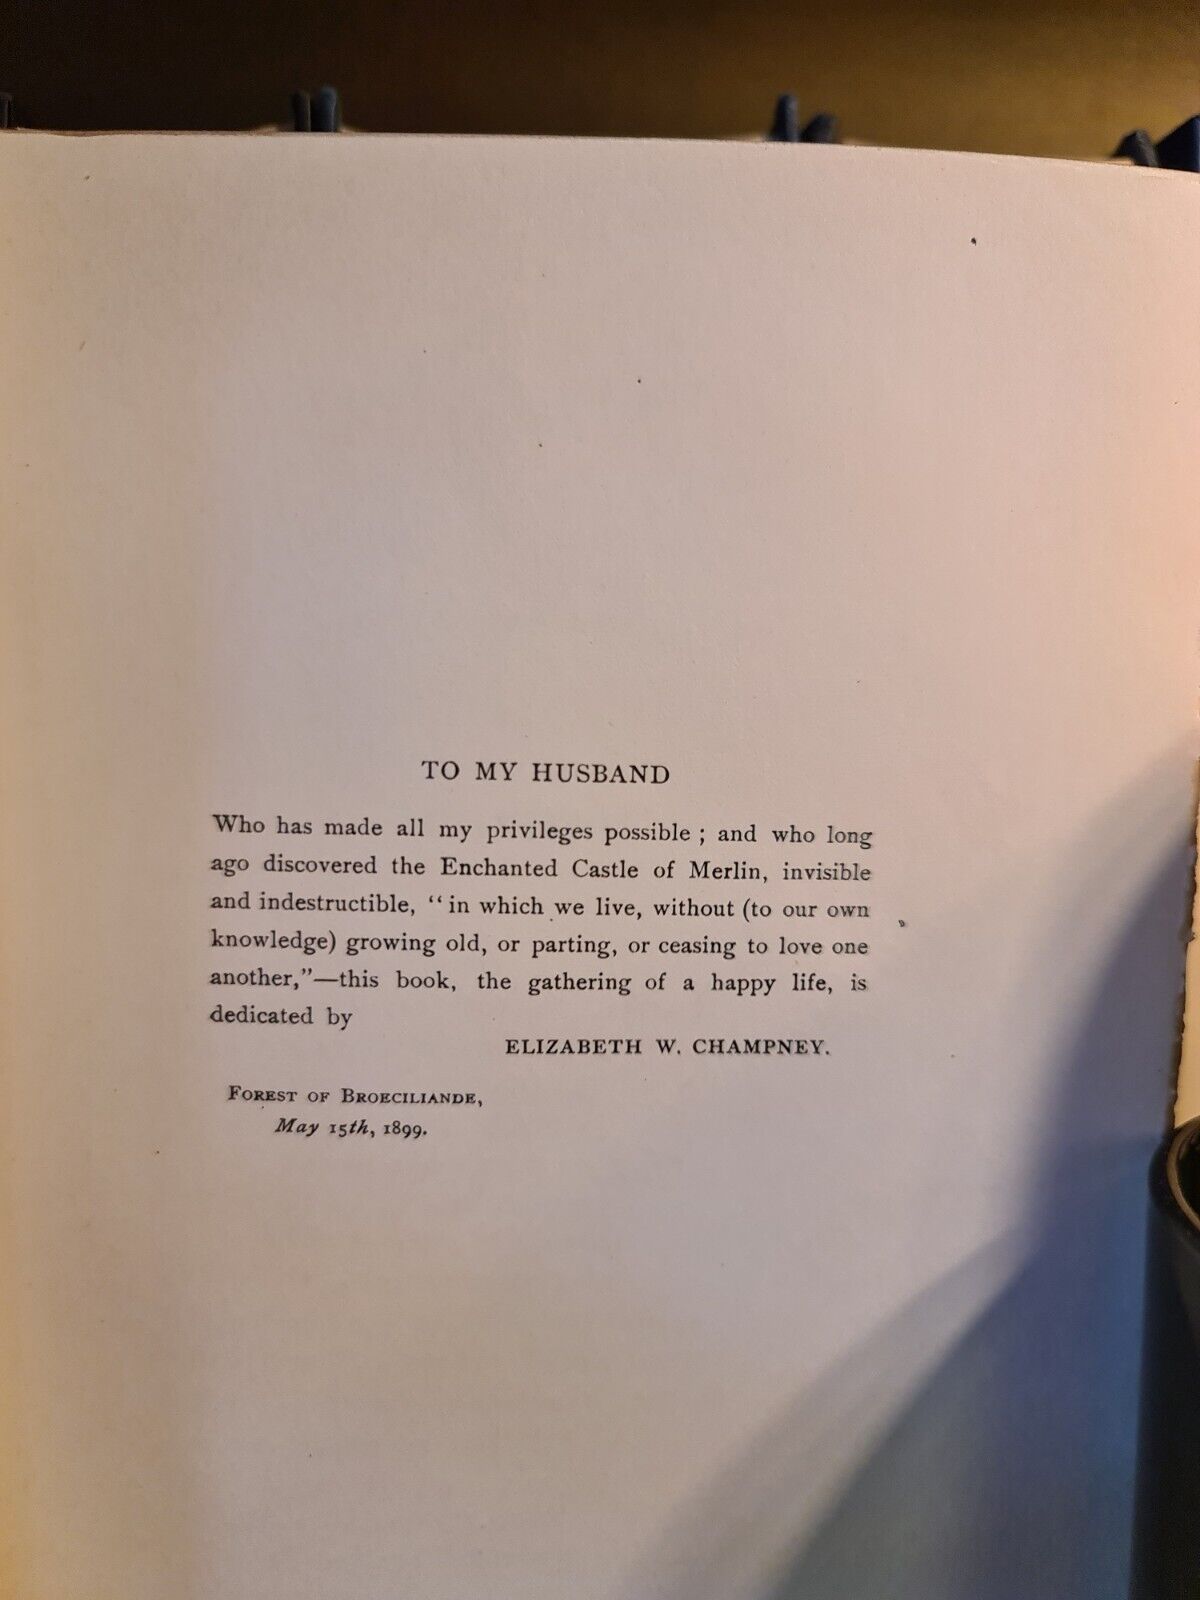 TO MY HUSBAND
Who has made all my privileges possible ; and who long
ago discovered the Enchanted Castle of Merlin, invisible
and indestructible, “in which we live, without (to our own
knowledge) growing old, or parting, or ceasing to love one
another,”—this book, the gathering of a happy life, is
dedicated by
ELIZABETH W. CHAMPNEY.
FOREST OF BROECILIANDE,
May 15th, 1899.